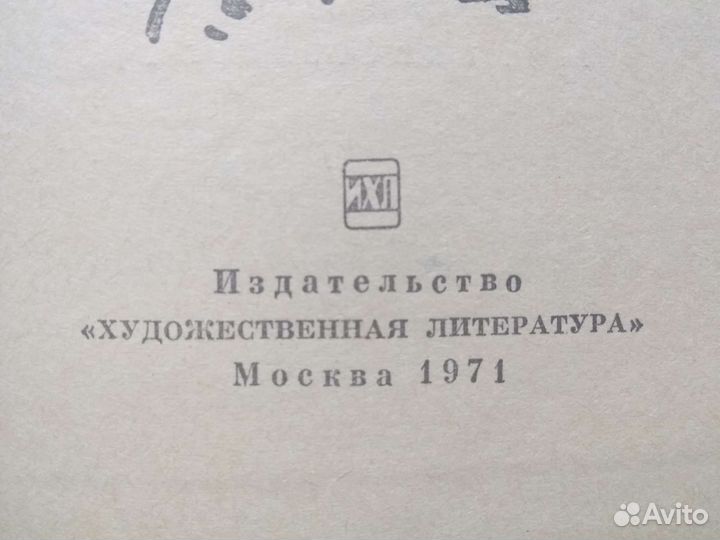 ИХЛ
Издательство
«ХУДОЖЕСТВЕННАЯ ЛИТЕРАТУРА»
Москва 1971
Avito